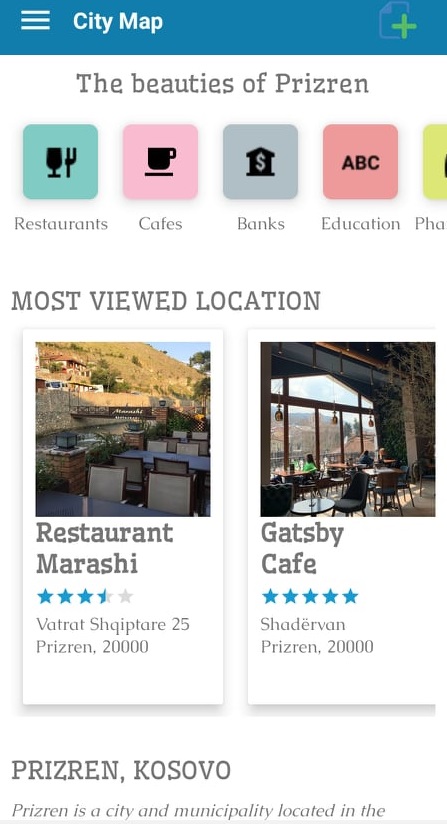 City Map
The beauties of Prizren
ABC
Restaurants Cafes Banks Education Pha
MOST VIEWED LOCATION
Marashi
Restaurant
Marashi
Vatrat Shqiptare 25
Prizren, 20000
Gatsby
Cafe
Shadërvan
Prizren, 20000
PRIZREN, KOSOVO
Prizren is a city and municipality located in the